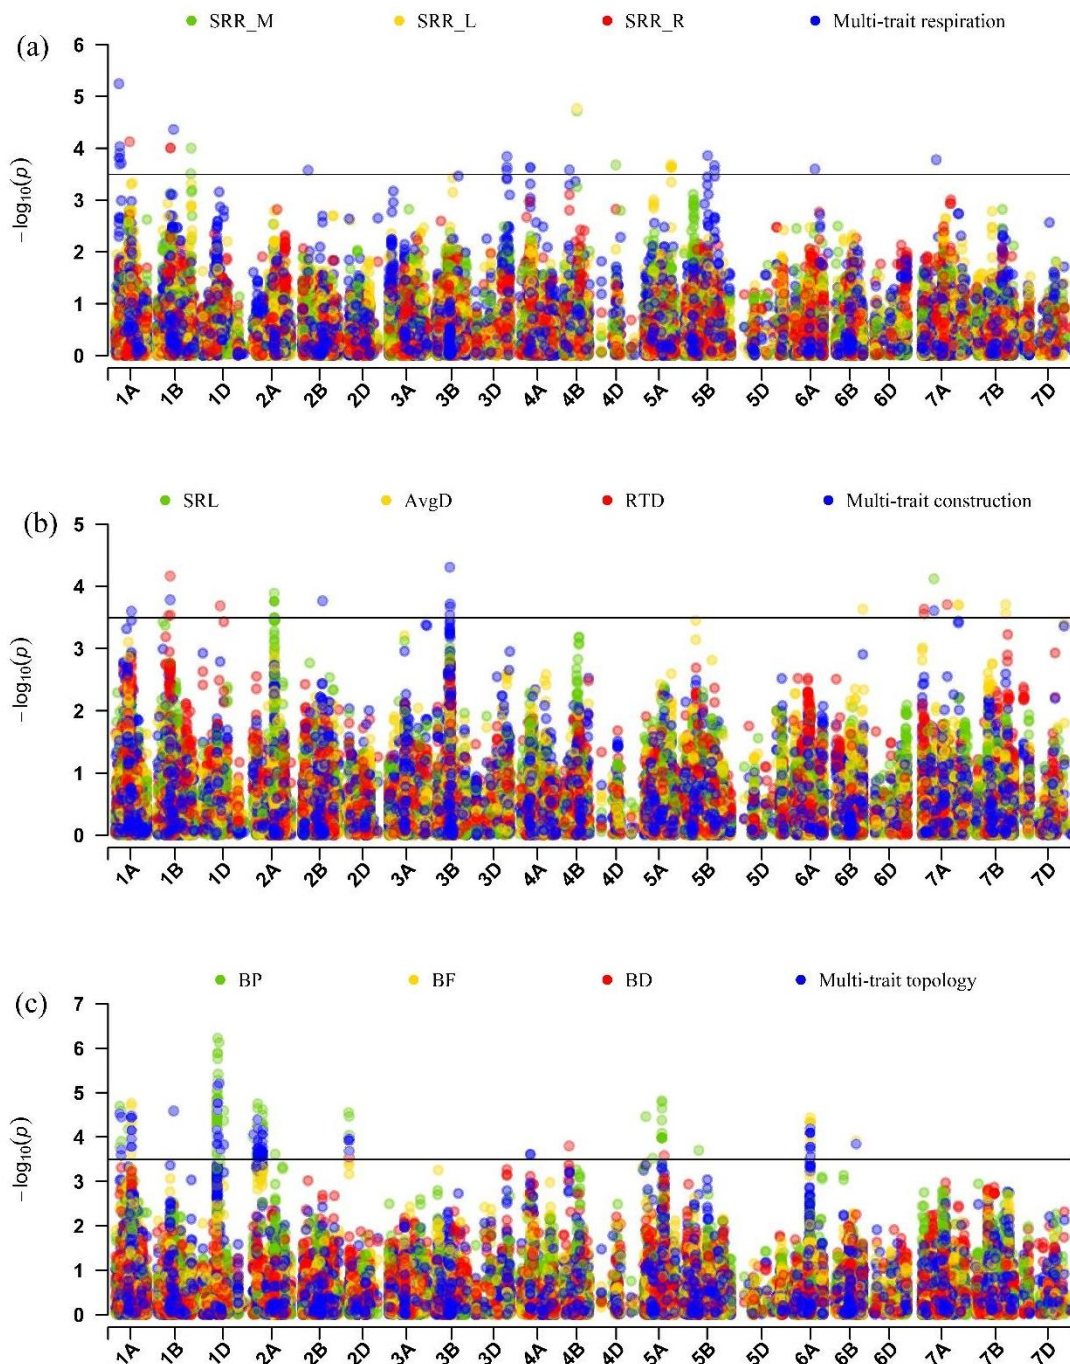 SRR_M SRR_L SRR_R Multi-trait respiration
(a)
6
5
4
3
2
1
0
−log10(p)
1A 1B 1D 2A 2B 2D 3A 3B 3D 4A 4B 4D 5A 5B 5D 6A 6B 6D 7A 7B 7D
SRL AvgD RTD Multi-trait construction
(b)
5
4
3
2
1
0
−log10(p)
1A 1B 1D 2A 2B 2D 3A 3B 3D 4A 4B 4D 5A 5B 5D 6A 6B 6D 7A 7B 7D
BP BF BD Multi-trait topology
(c)
7
6
5
4
3
2
1
0
−log10(p)
1A 1B 1D 2A 2B 2D 3A 3B 3D 4A 4B 4D 5A 5B 5D 6A 6B 6D 7A 7B 7D